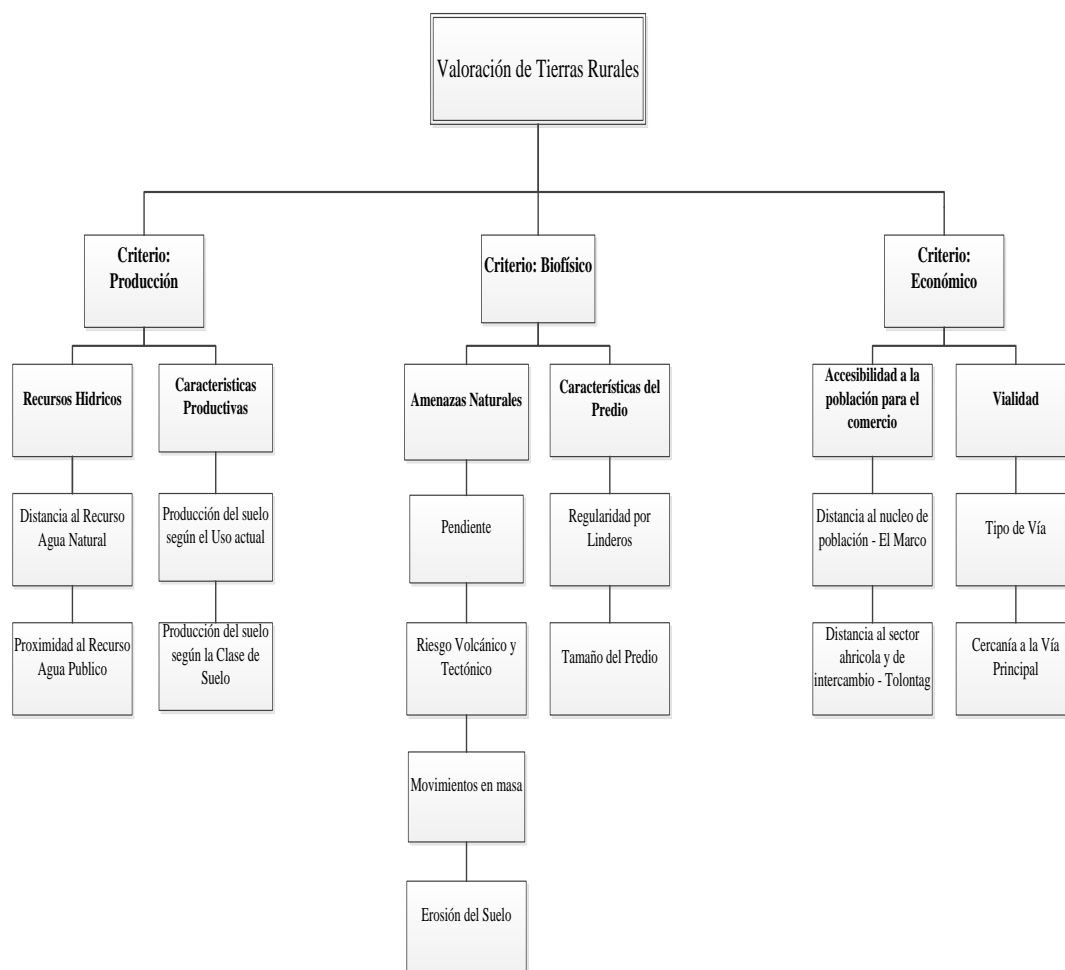 Valoración de Tierras Rurales
Criterio:
Producción
Criterio: Biofísico
Criterio:
Económico
Recursos Hidricos
Caracteristicas
Productivas
Amenazas Naturales
Características del
Predio
Accesibilidad a la
población para el
comercio
Vialidad
Distancia al Recurso
Agua Natural
Producción del suelo
según el Uso actual
Pendiente
Regularidad por
Linderos
Distancia al nucleo de
población - El Marco
Tipo de Vía
Proximidad al Recurso
Agua Publico
Producción del suelo
según la Clase de
Suelo
Riesgo Volcánico y
Tectónico
Tamaño del Predio
Distancia al sector
ahricola y de
intercambio - Tolontag
Cercanía a la Vía
Principal
Movimientos en masa
Erosión del Suelo